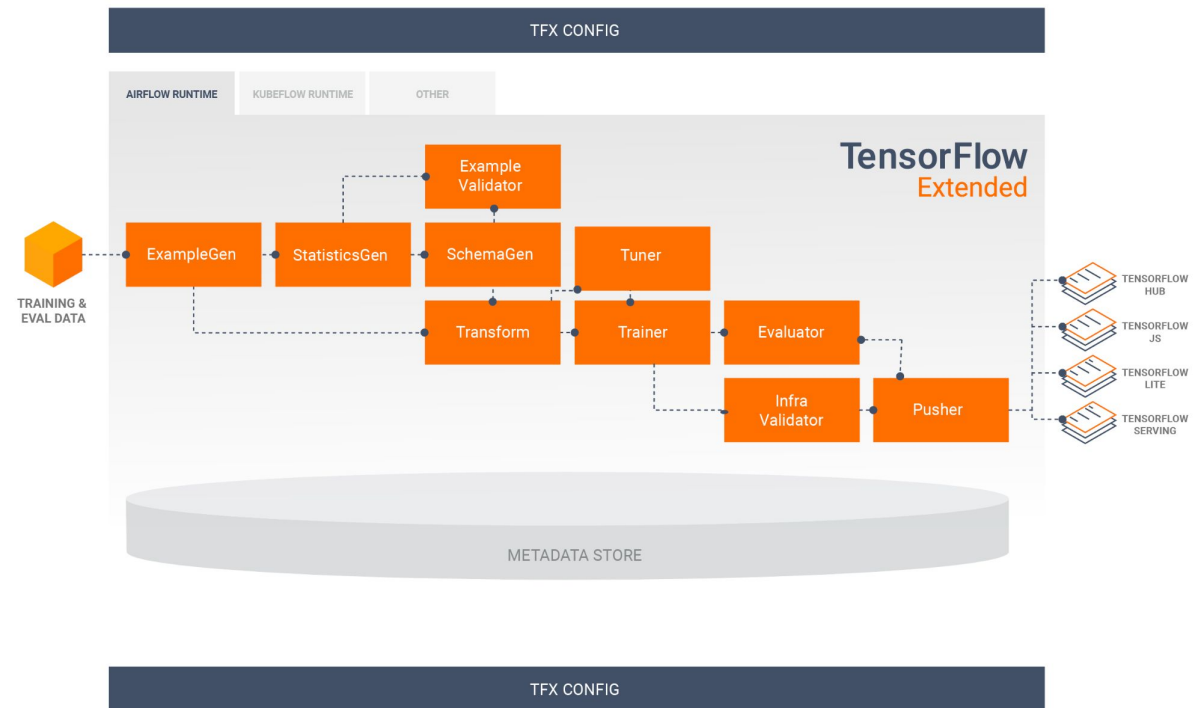 TFX CONFIG
AIRFLOW RUNTIME
KUBEFLOW RUNTIME
OTHER
TensorFlow
Extended
Example
Validator
ExampleGen
StatisticsGen
SchemaGen
Tuner
TRAINING &
EVAL DATA
Transform
Trainer
Evaluator
Infra
Validator
Pusher
TENSORFLOW
HUB
TENSORFLOW
JS
TENSORFLOW
LITE
TENSORFLOW
SERVING
METADATA STORE
TFX CONFIG